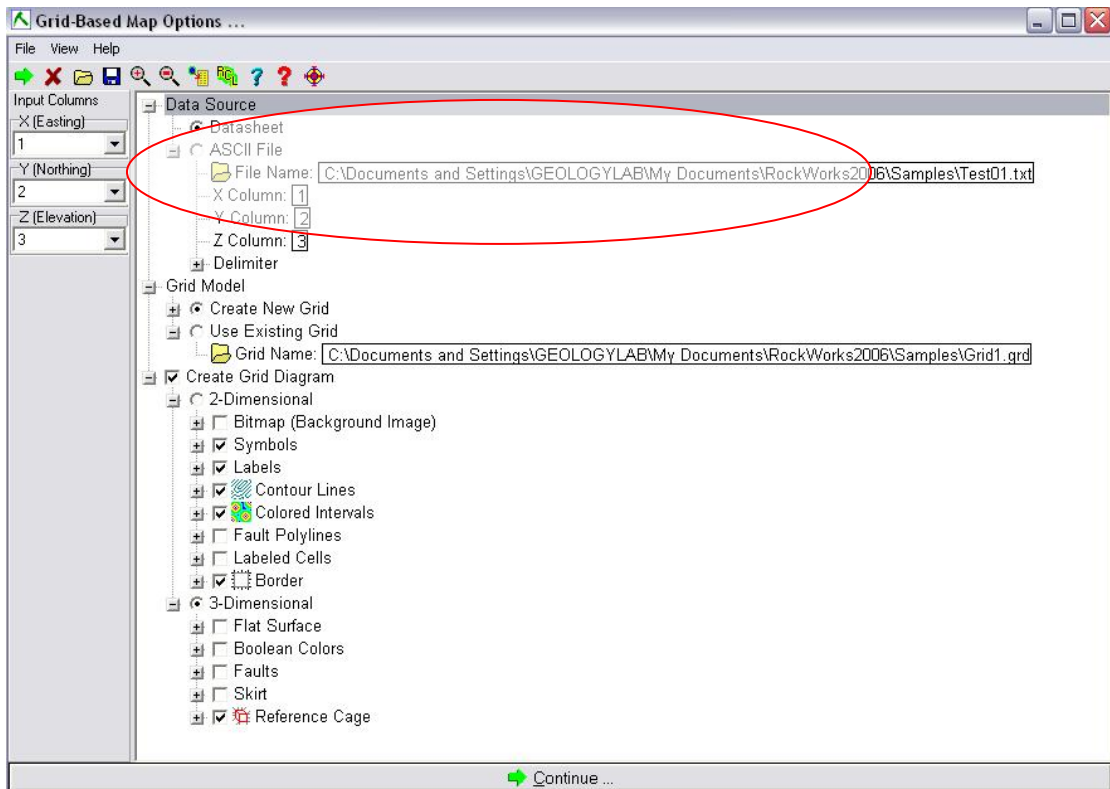 Grid-Based Map Options ...
File View Help
Input Columns
X (Easting)
1
Y (Northing)
2
Z (Elevation)
3
Data Source
Datasheet
ASCII File
File Name: C:\Documents and Settings\GEOLOGYLAB\My Documents\RockWorks2006\Samples\Test01.txt
X Column: 1
Y Column: 2
Z Column: 3
Delimiter
Grid Model
Create New Grid
Use Existing Grid
Grid Name: C:\Documents and Settings\GEOLOGYLAB\My Documents\RockWorks2006\Samples\Grid1.grd
Create Grid Diagram
2-Dimensional
Bitmap (Background Image)
Symbols
Labels
Contour Lines
Colored Intervals
Fault Polylines
Labeled Cells
Border
3-Dimensional
Flat Surface
Boolean Colors
Faults
Skirt
Reference Cage
Continue ...